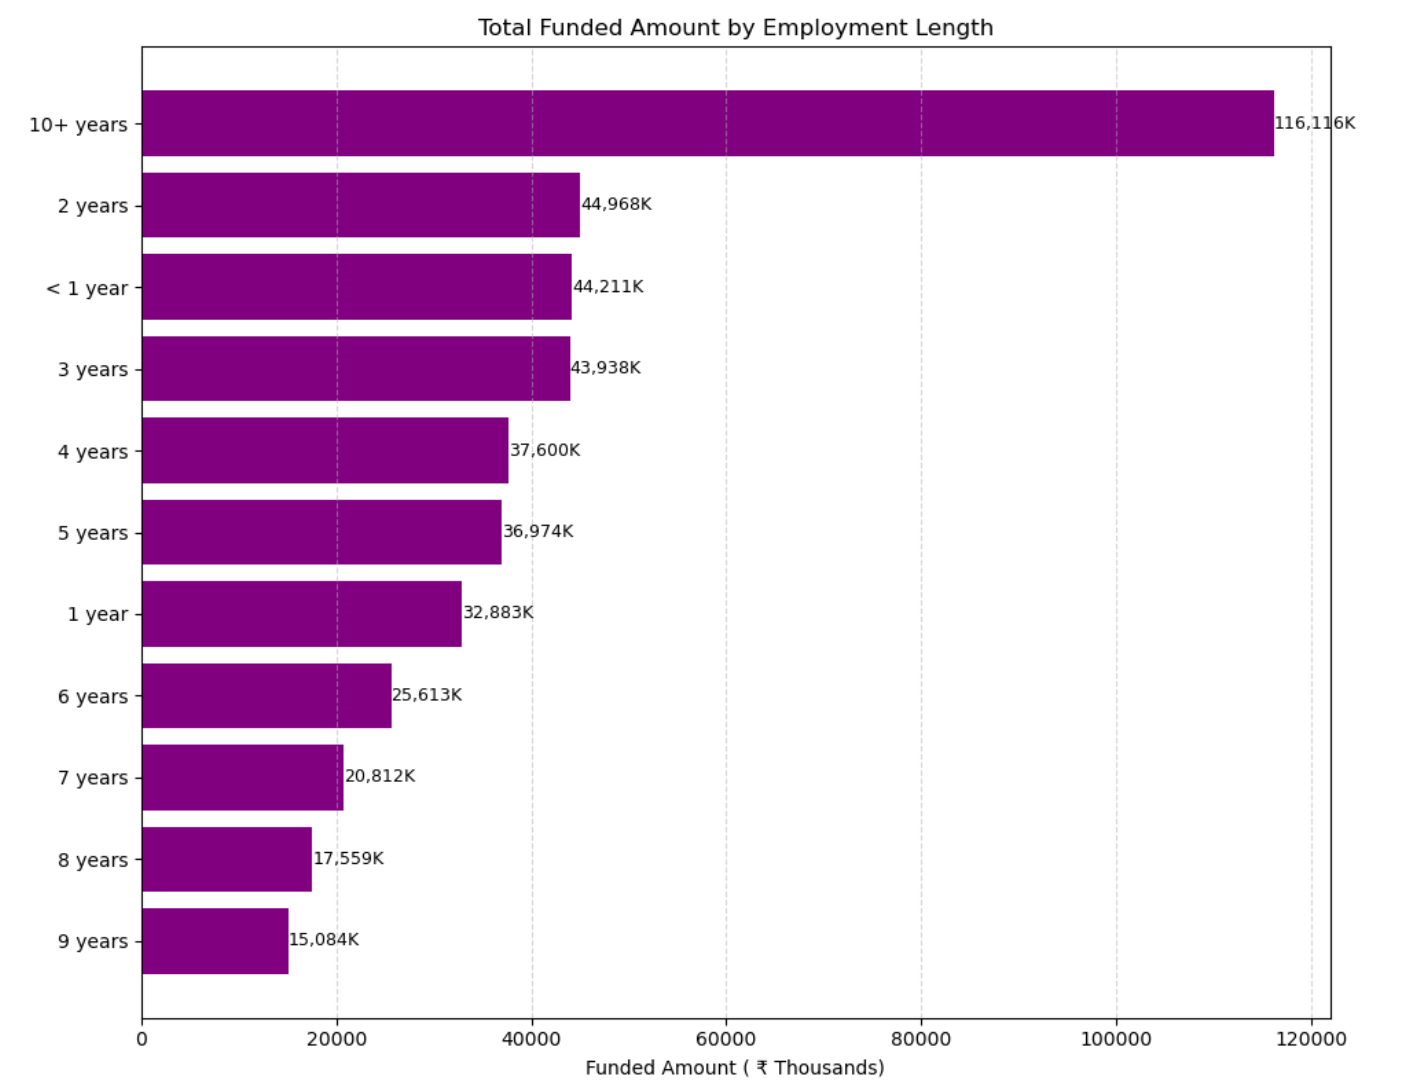 Total Funded Amount by Employment Length
10+ years 116,116K
2 years 44,968K
< 1 year 44,211K
3 years 43,938K
4 years 37,600K
5 years 36,974K
1 year 32,883K
6 years 25,613K
7 years 20,812K
8 years 17,559K
9 years 15,084K
0 20000 40000 60000 80000 100000 120000
Funded Amount ( ₹ Thousands)